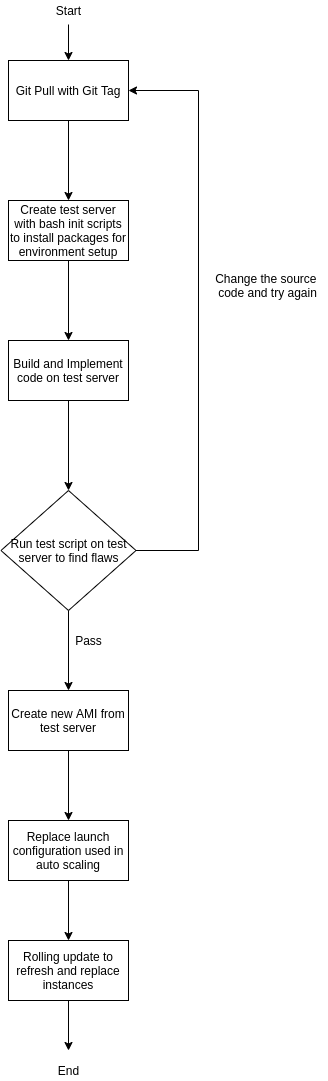 Start
Git Pull with Git Tag
Create test server
with bash init scripts
to install packages for
environment setup
Change the source
code and try again
Build and Implement
code on test server
Run test script on test
server to find flaws
Pass
Create new AMI from
test server
Replace launch
configuration used in
auto scaling
Rolling update to
refresh and replace
instances
End